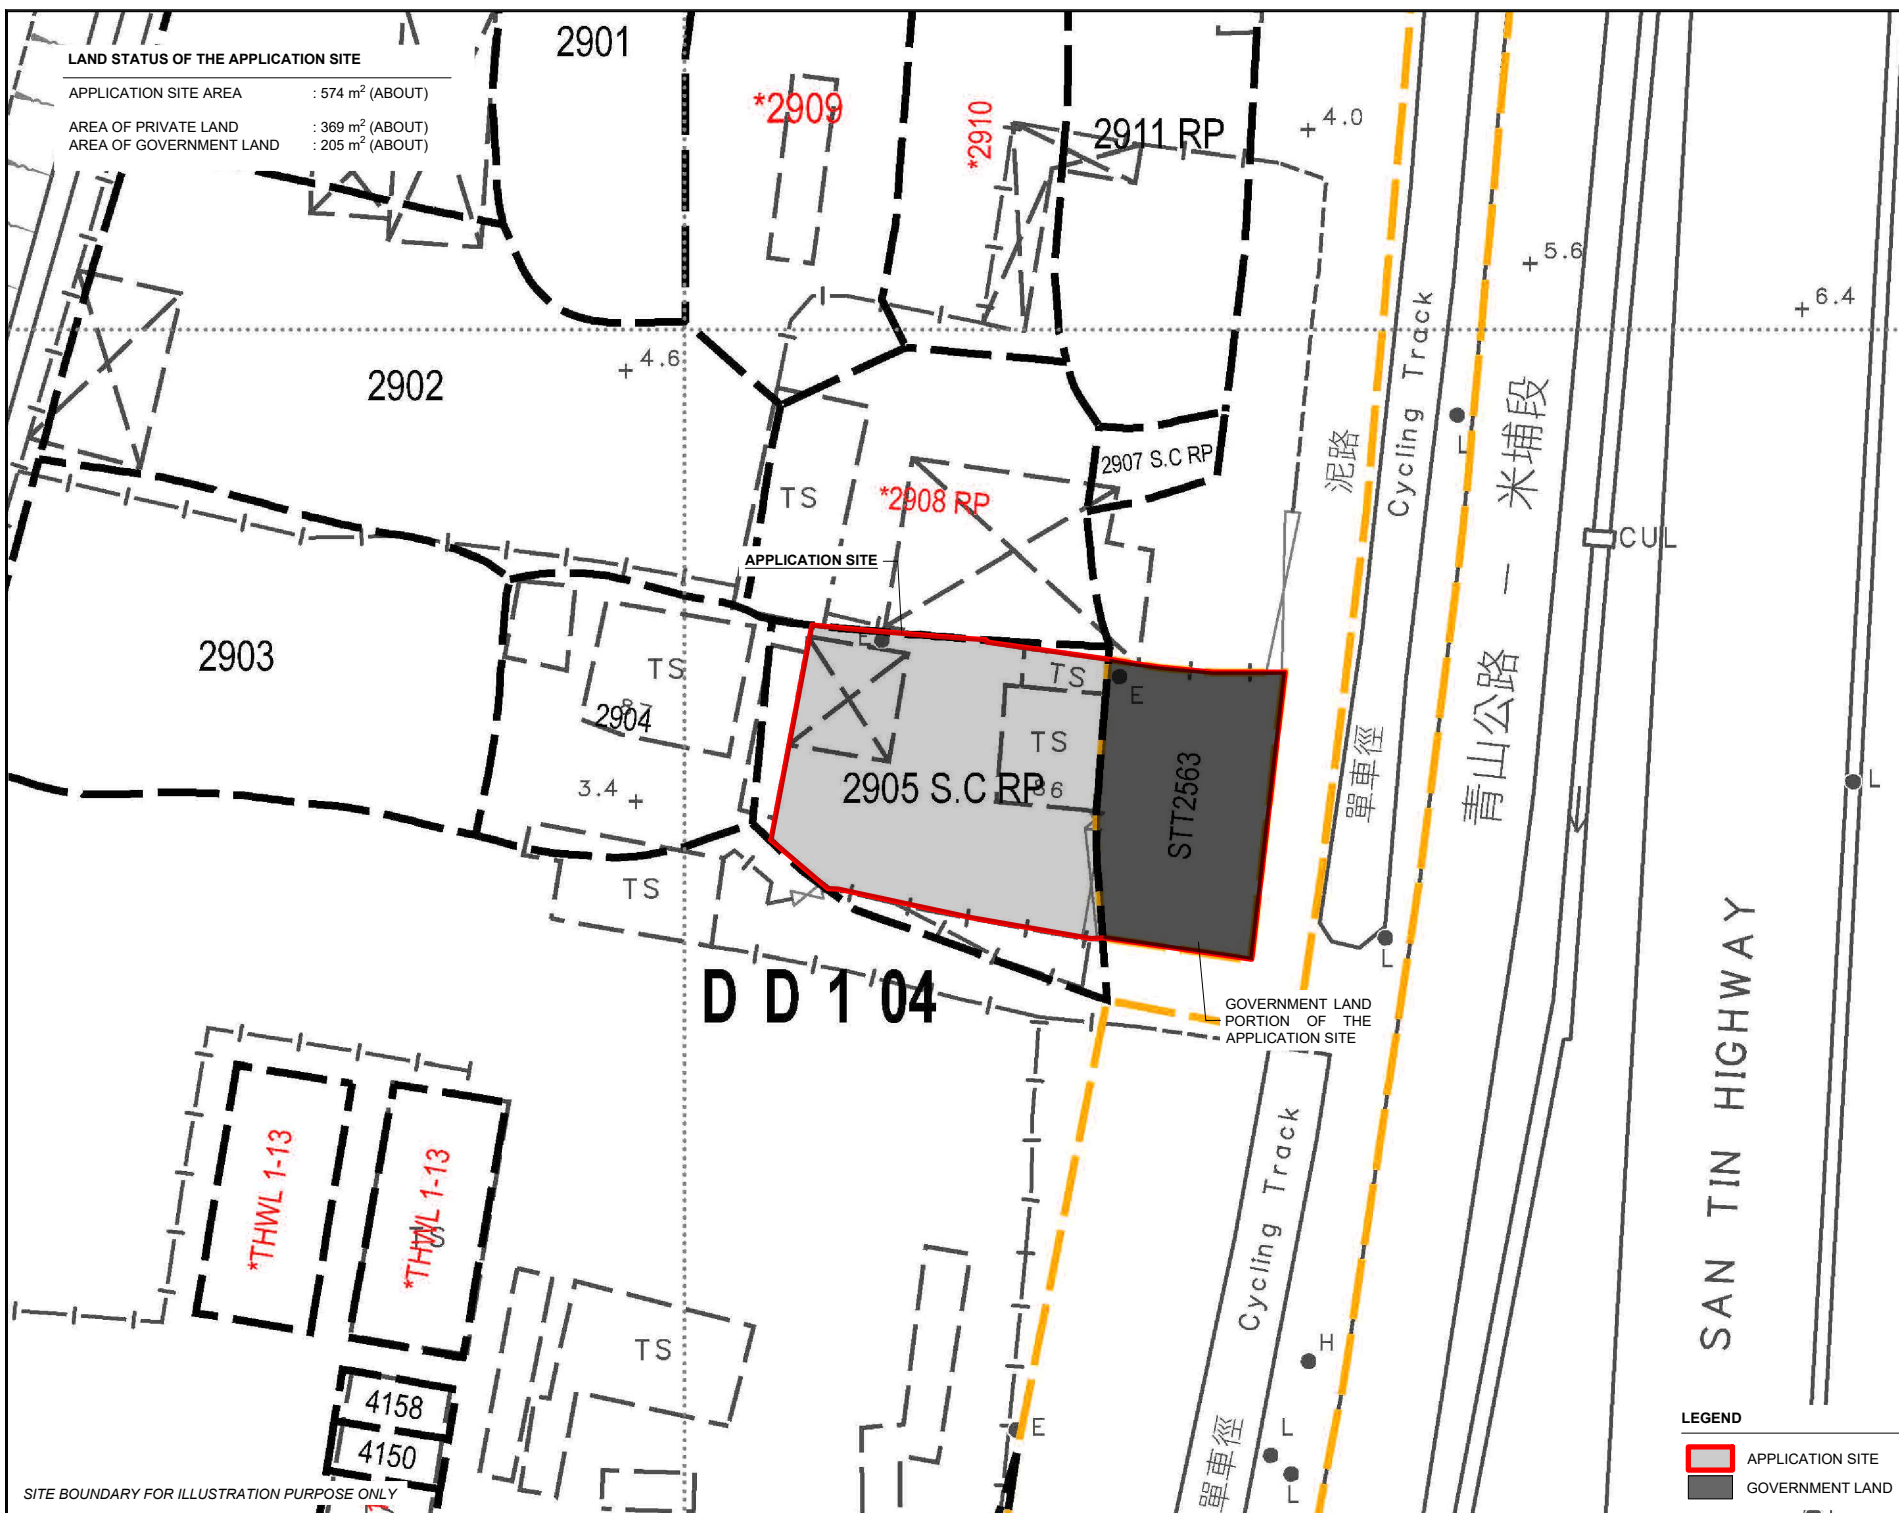 LAND STATUS OF THE APPLICATION SITE
APPLICATION SITE AREA : 574 m² (ABOUT)
AREA OF PRIVATE LAND : 369 m² (ABOUT)
AREA OF GOVERNMENT LAND : 205 m² (ABOUT)
2901
*2909
*2910
2911 RP
4.0
5.6
6.4
Cycling Track
2902
4.6
泥路
L
青山公路 — 米埔段
2907 S.C RP
TS
*2908 RP
CUL
APPLICATION SITE
2903
TS
2904
E
TS
E
TS
2905 S.C RP
86
STT2563
單車徑
L
3.4
TS
L
D D 1 04
GOVERNMENT LAND
PORTION OF THE
APPLICATION SITE
SAN TIN HIGHWAY
*THWL 1-13
*THWL 1-13
TS
Cycling Track
TS
H
4158
4150
E
單車徑
L
L
LEGEND
APPLICATION SITE
GOVERNMENT LAND
SITE BOUNDARY FOR ILLUSTRATION PURPOSE ONLY